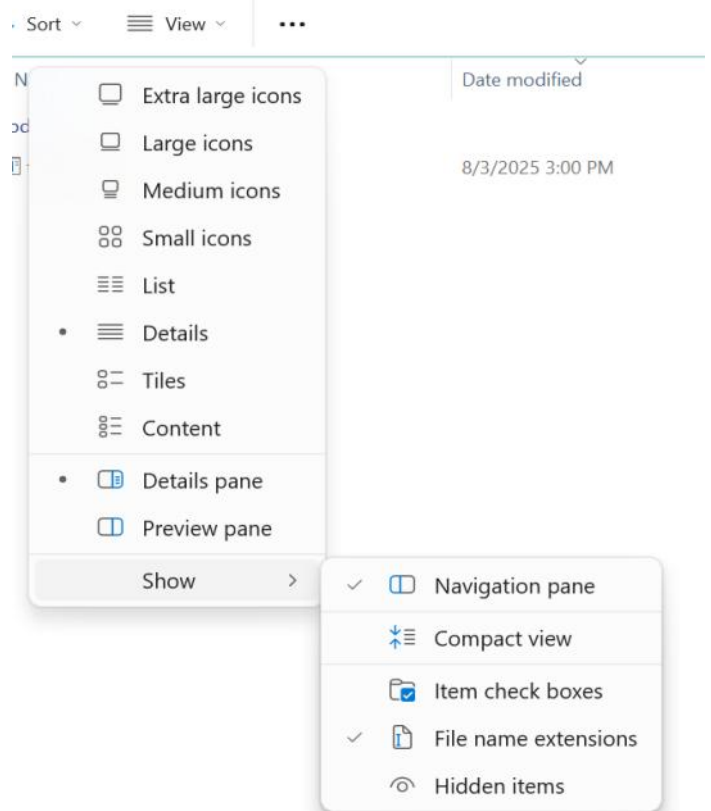 Sort
View
•••
N
Date modified
od
8/3/2025 3:00 PM
Extra large icons
Large icons
Medium icons
Small icons
List
Details
Tiles
Content
Details pane
Preview pane
Show
Navigation pane
Compact view
Item check boxes
File name extensions
Hidden items